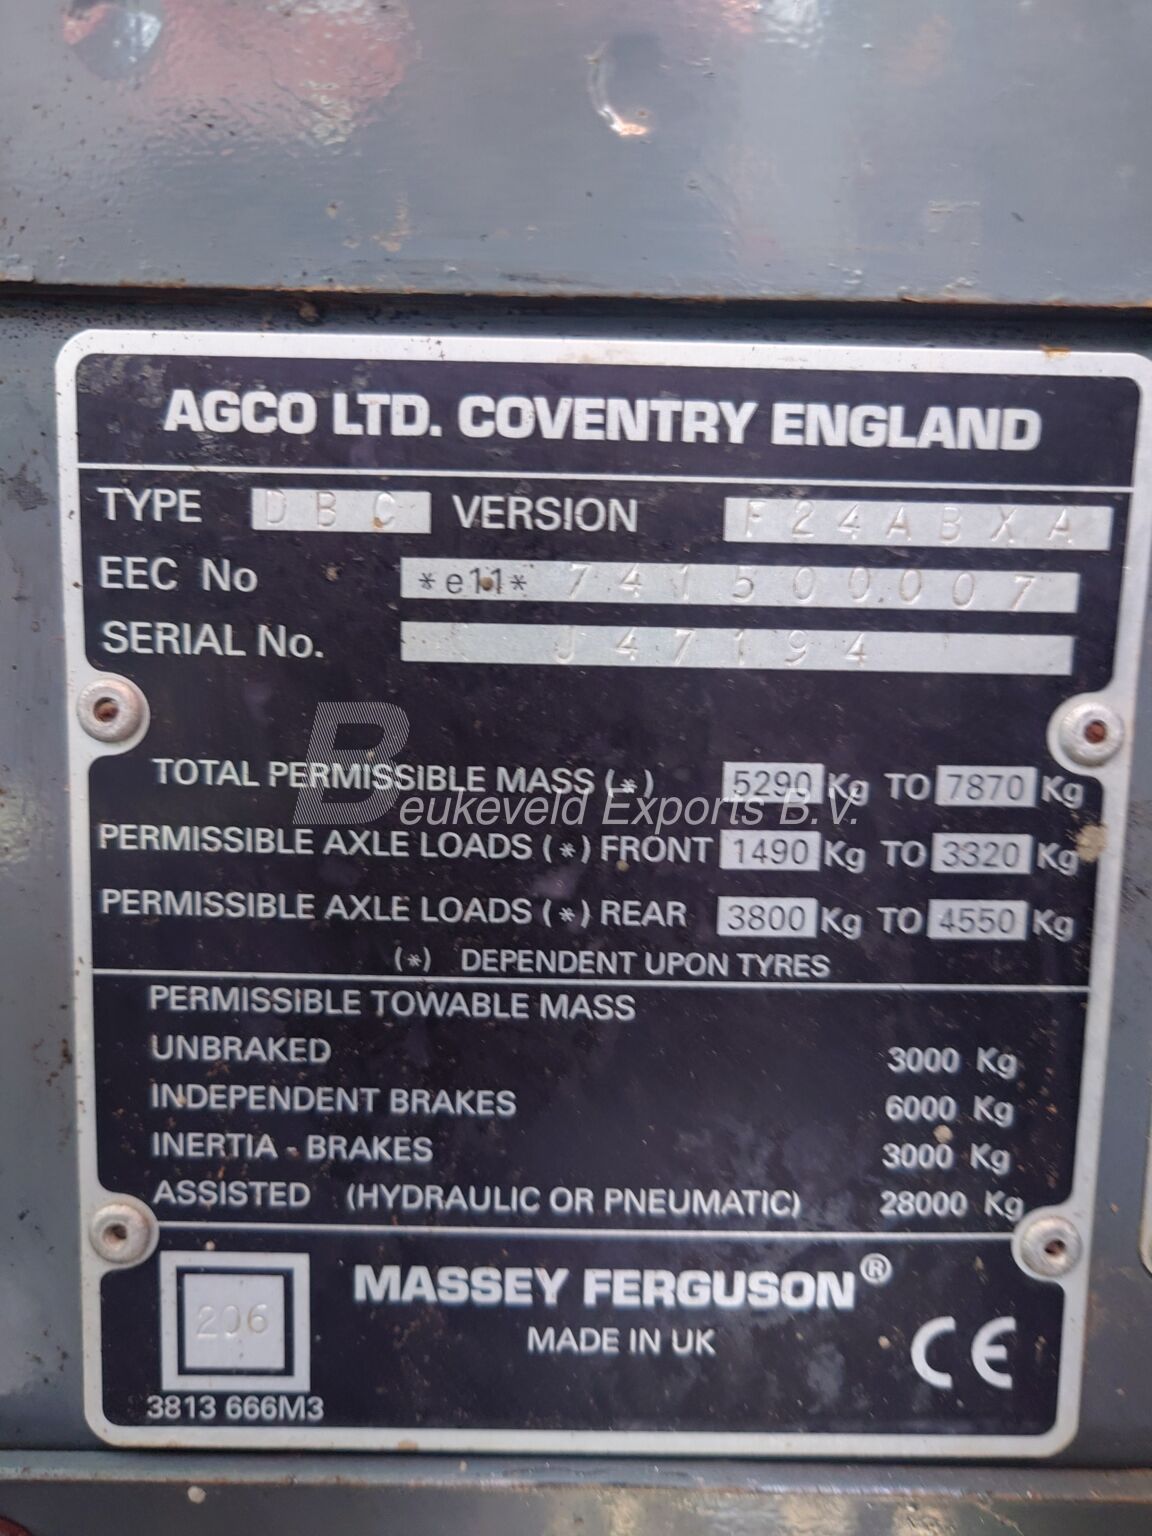 AGCO LTD. COVENTRY ENGLAND
TYPE DBC VERSION F24ABXA
EEC No *e11* 741500.007
SERIAL No. J47194
TOTAL PERMISSIBLE MASS (*) 5290 Kg TO 7870 Kg
Beukeveld Exports B.V.
PERMISSIBLE AXLE LOADS (*) FRONT 1490 Kg TO 3320 Kg
PERMISSIBLE AXLE LOADS (*) REAR 3800 Kg TO 4550 Kg
(*) DEPENDENT UPON TYRES
PERMISSIBLE TOWABLE MASS
UNBRAKED 3000 Kg
INDEPENDENT BRAKES 6000 Kg
INERTIA - BRAKES 3000 Kg
ASSISTED (HYDRAULIC OR PNEUMATIC) 28000 Kg
206
MASSEY FERGUSON®
MADE IN UK
CE
3813 666M3